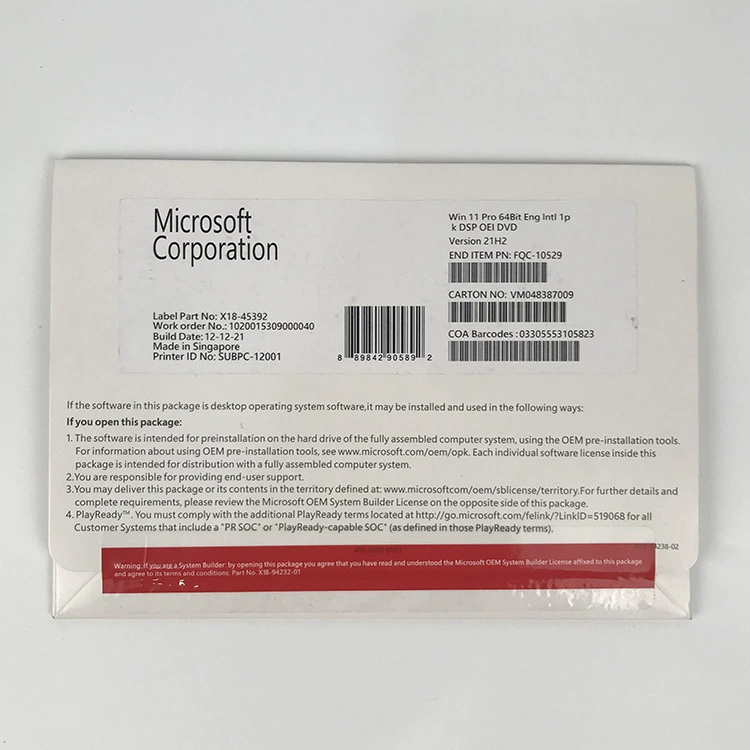 Microsoft
Corporation
Label Part No: X18-45392
Work order No.: 1020015309000040
Build Date: 12-12-21
Made in Singapore
Printer ID No: SUBPC-12001
8 89842 90589 2
Win 11 Pro 64Bit Eng Intl 1p
k DSP OEI DVD
Version 21H2
END ITEM PN: FQC-10529
CARTON NO: VM048387009
COA Barcodes :03305553105823
If the software in this package is desktop operating system software,it may be installed and used in the following ways:
If you open this package:
1. The software is intended for preinstallation on the hard drive of the fully assembled computer system, using the OEM pre-installation tools.
For information about using OEM pre-installation tools, see www.microsoft.com/oem/opk. Each individual software license inside this
package is intended for distribution with a fully assembled computer system.
2.You are responsible for providing end-user support.
3.You may deliver this package or its contents in the territory defined at: www.microsoftcom/oem/sblicense/territory.For further details and
complete requirements, please review the Microsoft OEM System Builder License on the opposite side of this package.
4. PlayReady™. You must comply with the additional PlayReady terms located at http://go.microsoft.com/felink/?LinkID=519068 for all
Customer Systems that include a "PR SOC" or "PlayReady-capable SOC" (as defined in those PlayReady terms).
94238-02
Warning: If you are a System Builder: by opening this package you agree that you have read and understood the Microsoft OEM System Builder License affixed to this package
and agree to its terms and conditions. Part No. X18-94232-01